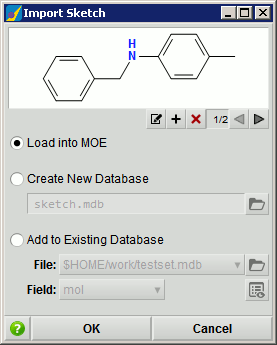 Import Sketch
H
N
1/2
Load into MOE
Create New Database
sketch.mdb
Add to Existing Database
File: $HOME/work/testset.mdb
Field: mol
? OK Cancel